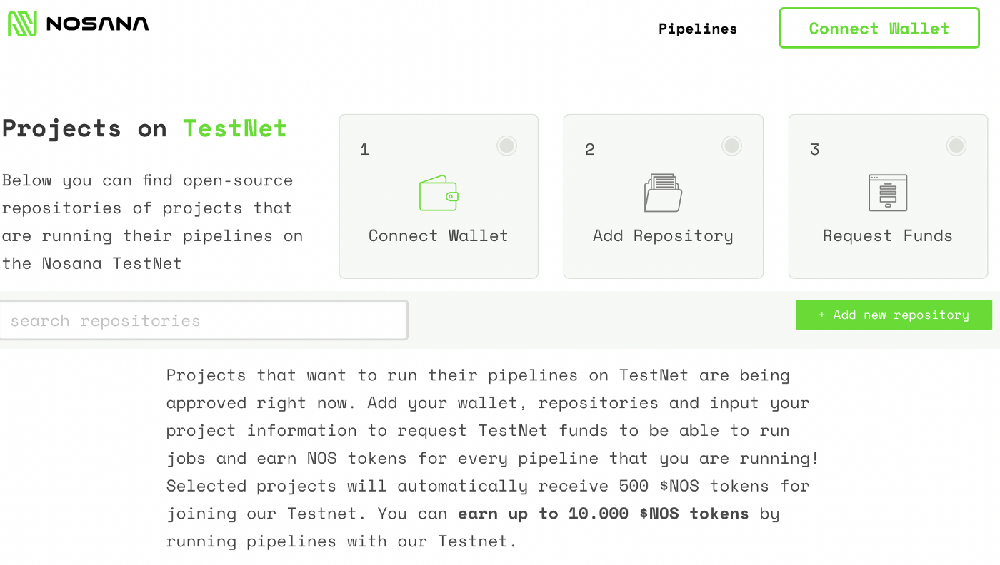 NOSANA
Pipelines
Connect Wallet
Projects on TestNet
Below you can find open-source
repositories of projects that
are running their pipelines on
the Nosana TestNet
1
Connect Wallet
2
Add Repository
3
Request Funds
search repositories
+ Add new repository
Projects that want to run their pipelines on TestNet are being
approved right now. Add your wallet, repositories and input your
project information to request TestNet funds to be able to run
jobs and earn NOS tokens for every pipeline that you are running!
Selected projects will automatically receive 500 $NOS tokens for
joining our Testnet. You can earn up to 10.000 $NOS tokens by
running pipelines with our Testnet.